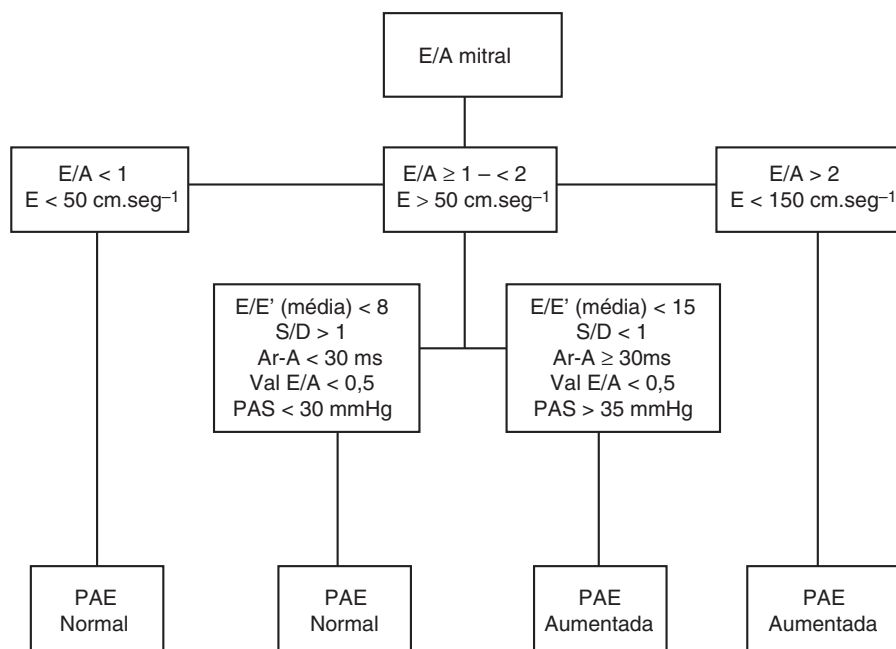 E/A mitral
E/A < 1
E < 50 cm.seg⁻¹
E/A ≥ 1 – < 2
E > 50 cm.seg⁻¹
E/A > 2
E < 150 cm.seg⁻¹
E/E’ (média) < 8
S/D > 1
Ar-A < 30 ms
Val E/A < 0,5
PAS < 30 mmHg
E/E’ (média) < 15
S/D < 1
Ar-A ≥ 30ms
Val E/A < 0,5
PAS > 35 mmHg
PAE
Normal
PAE
Normal
PAE
Aumentada
PAE
Aumentada